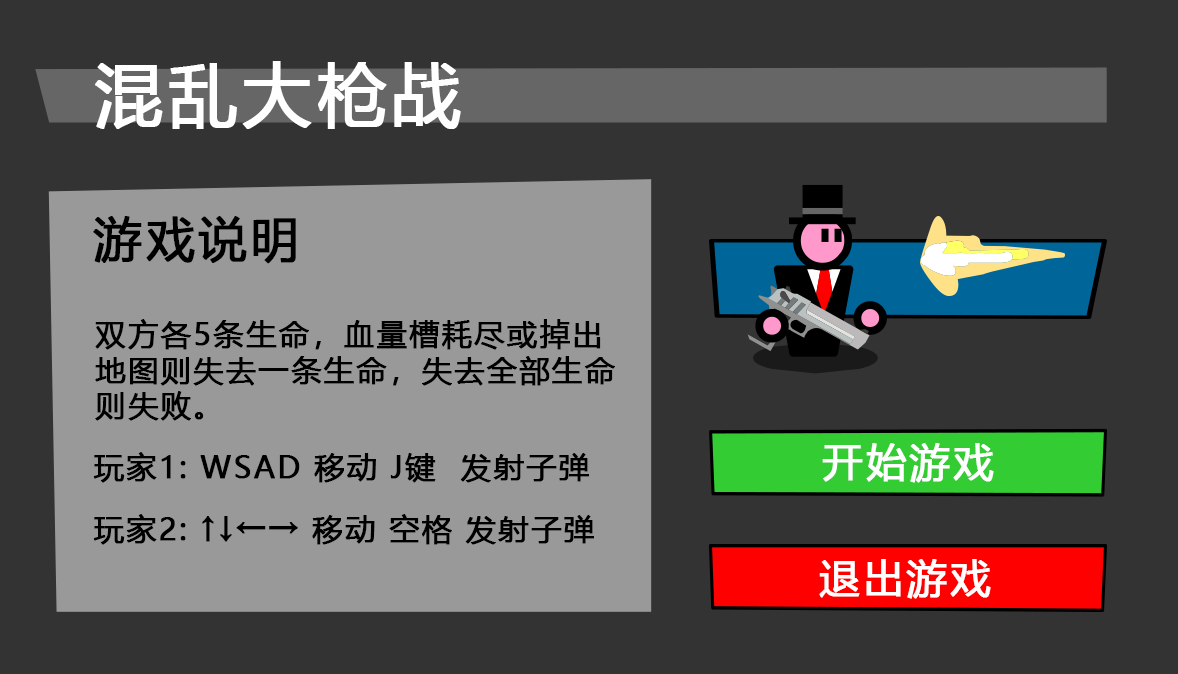 混乱大枪战
游戏说明
双方各5条生命，血量槽耗尽或掉出
地图则失去一条生命，失去全部生命
则失败。
玩家1: WSAD 移动 J键 发射子弹
玩家2: ↑↓←→ 移动 空格 发射子弹
开始游戏
退出游戏